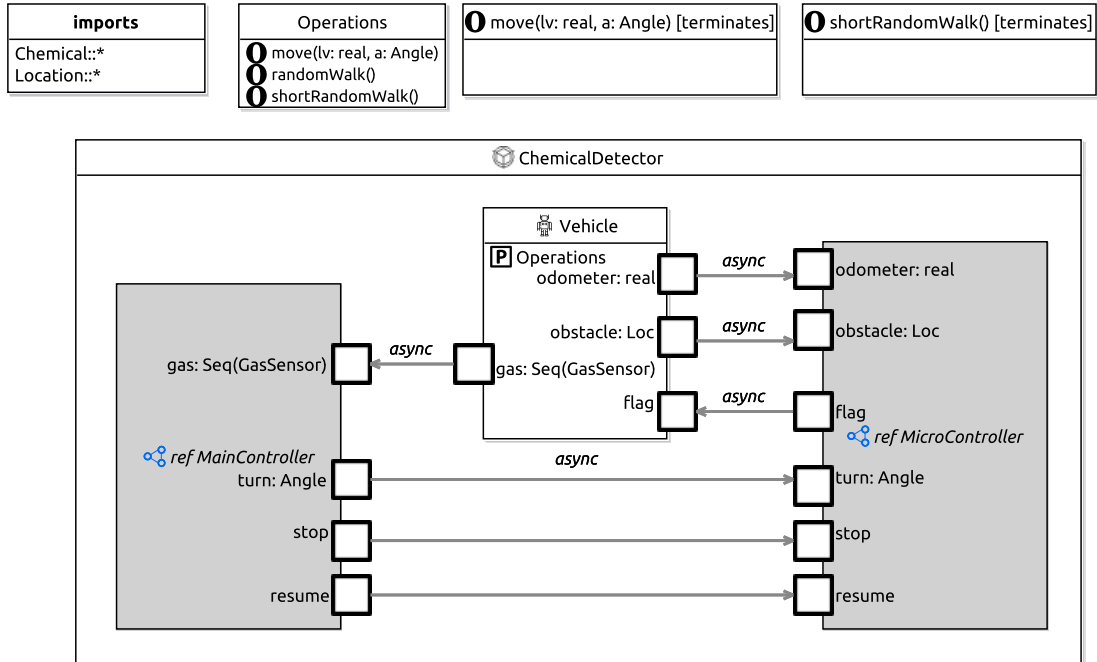 imports
Chemical::*
Location::*
Operations
O move(lv: real, a: Angle)
O randomWalk()
O shortRandomWalk()
O move(lv: real, a: Angle) [terminates]
O shortRandomWalk() [terminates]
ChemicalDetector
Vehicle
P Operations
odometer: real
async
odometer: real
obstacle: Loc
async
obstacle: Loc
gas: Seq(GasSensor)
async
gas: Seq(GasSensor)
flag
async
flag
ref MainController
ref MicroController
turn: Angle
async
turn: Angle
stop
stop
resume
resume